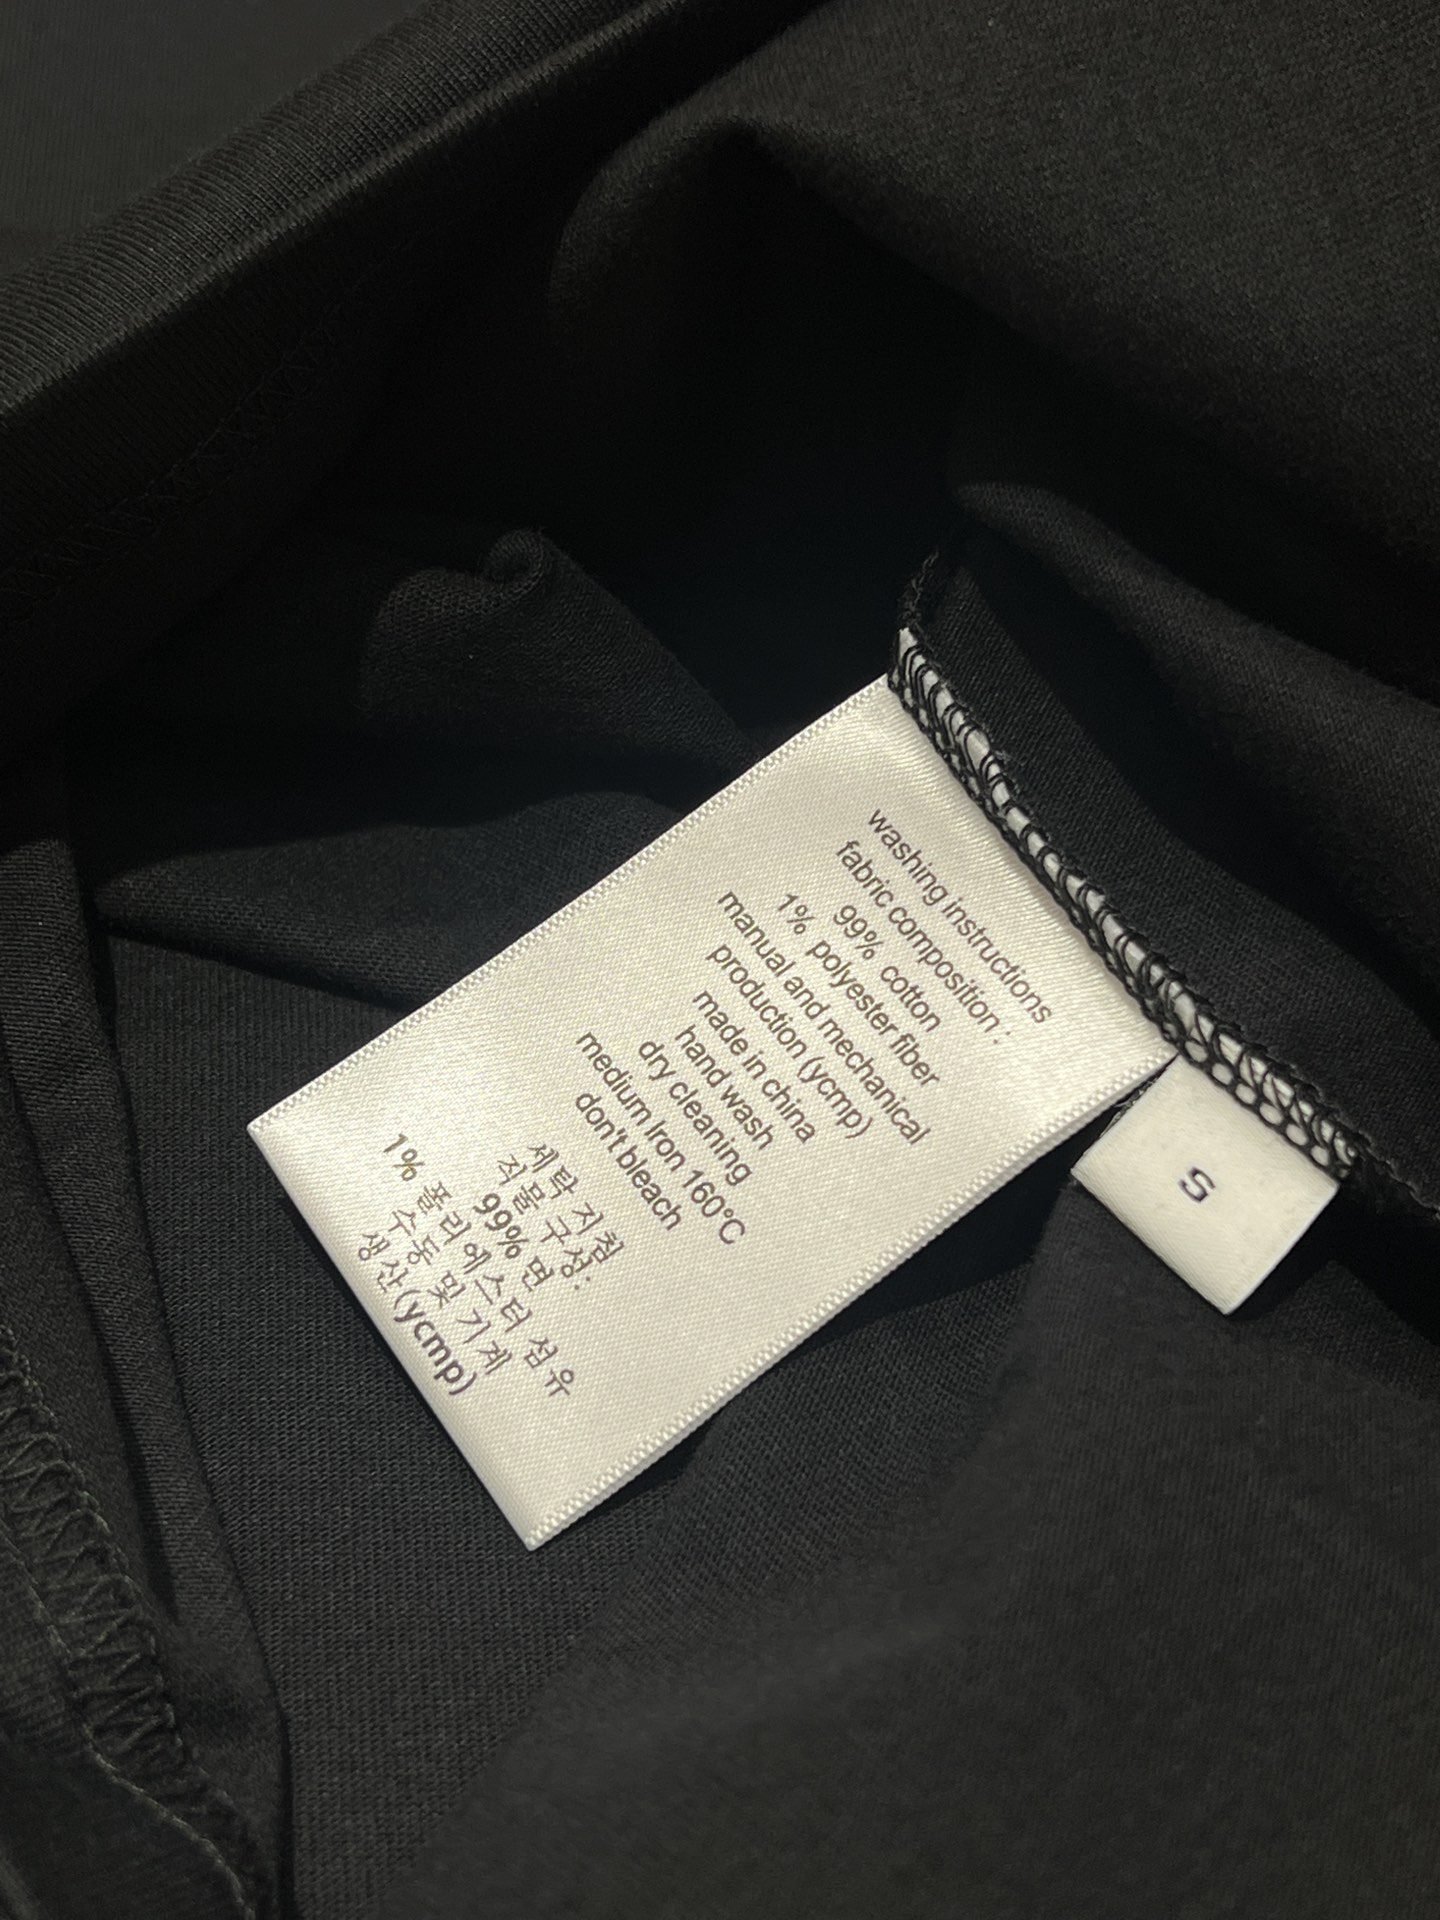 washing instructions
fabric composition :
99% cotton
1% polyester fiber
manual and mechanical
production (ycmp)
made in china
hand wash
dry cleaning
medium Iron 160°C
don't bleach
세탁 지침
직물 구성:
99% 면
1% 폴리에스터 섬유
수동 및 기계
생산 (ycmp)
S